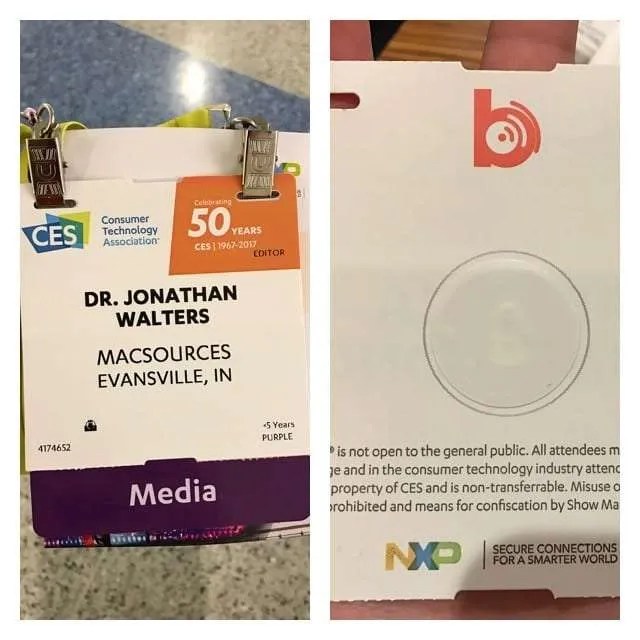 CES
Consumer
Technology
Association
Celebrating
50 YEARS
CES | 1967-2017
EDITOR
DR. JONATHAN
WALTERS
MACSOURCES
EVANSVILLE, IN
+5 Years
PURPLE
4174652
Media
b
® is not open to the general public. All attendees m
ge and in the consumer technology industry attenc
property of CES and is non-transferrable. Misuse o
prohibited and means for confiscation by Show Ma
NXP
SECURE CONNECTIONS
FOR A SMARTER WORLD